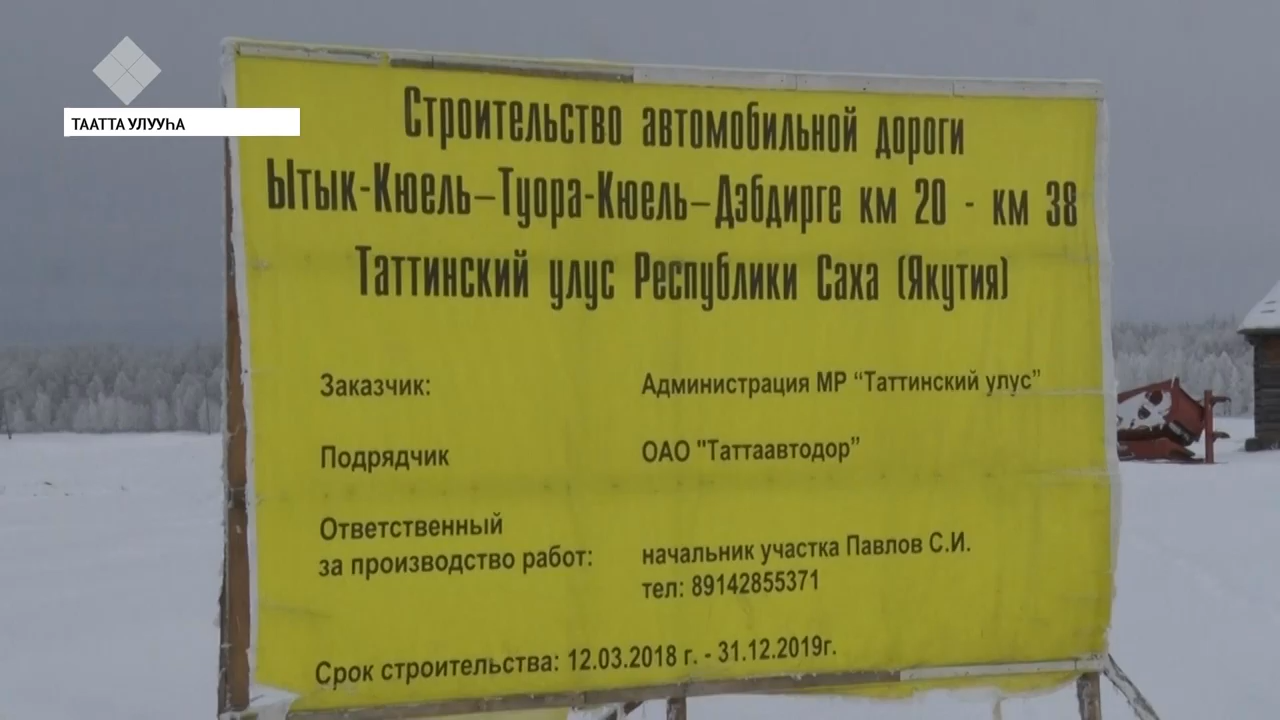 ТААТТА УЛУУҺА
Строительство автомобильной дороги
Ытык-Кюель–Туора-Кюель–Дэбдирге км 20 - км 38
Таттинский улус Республики Саха (Якутия)
Заказчик: Администрация МР “Таттинский улус”
Подрядчик ОАО "Таттаавтодор”
Ответственный
за производство работ: начальник участка Павлов С.И.
тел: 89142855371
Срок строительства: 12.03.2018 г. - 31.12.2019г.